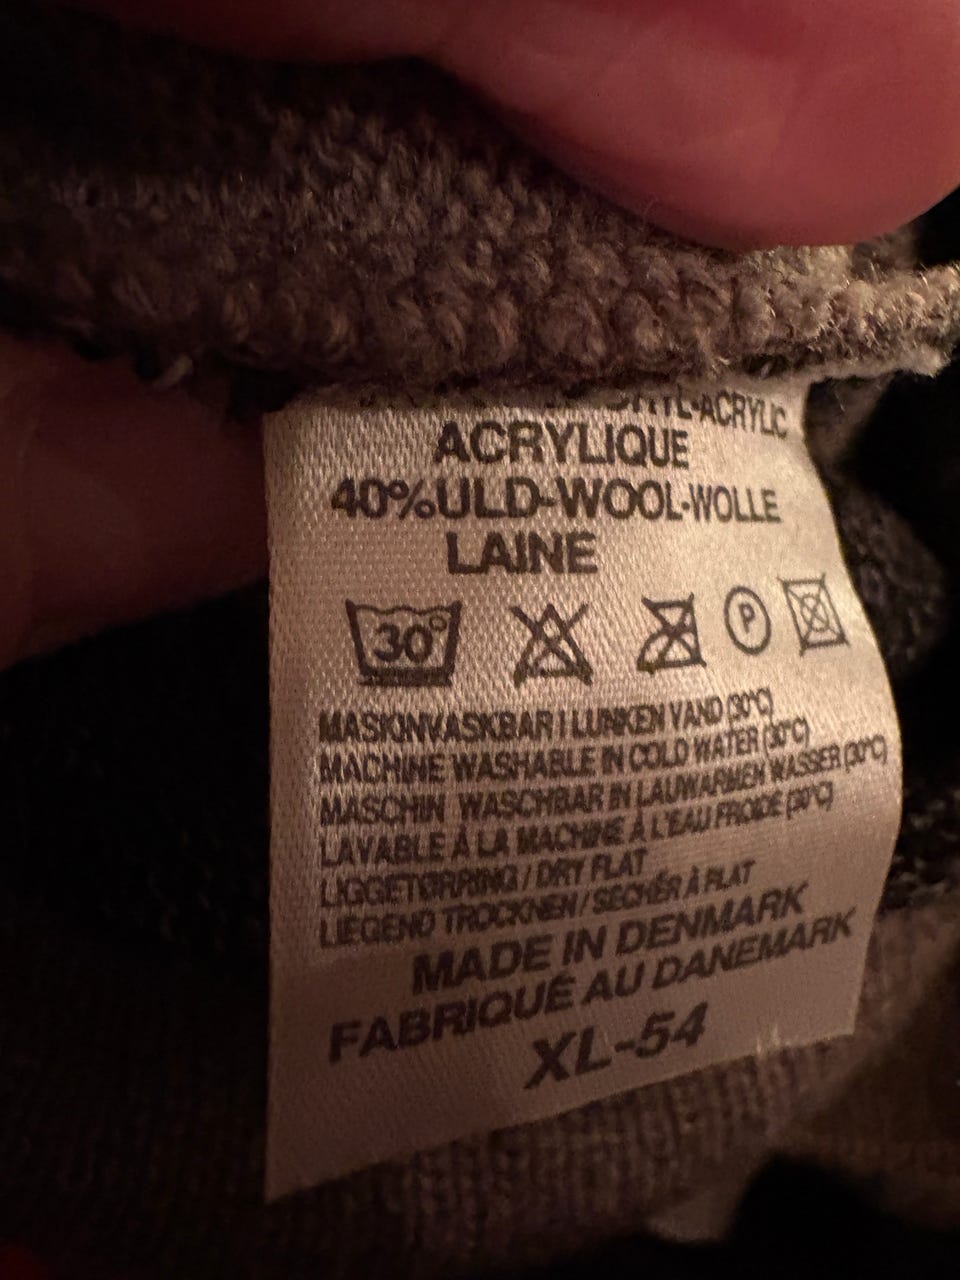 ACRYLIC
ACRYLIQUE
40%ULD-WOOL-WOLLE
LAINE
30°
P
MASKINVASKBAR I LUNKEN VAND (30°C)
MACHINE WASHABLE IN COLD WATER (30°C)
MASCHIN WASCHBAR IN LAUWARMEN WASSER (30°C)
LAVABLE À LA MACHINE À L'EAU FROIDE (30°C)
LIGGETØRRING / DRY FLAT
LIEGEND TROCKNEN / SECHÉR À PLAT
MADE IN DENMARK
FABRIQUÉ AU DANEMARK
XL-54